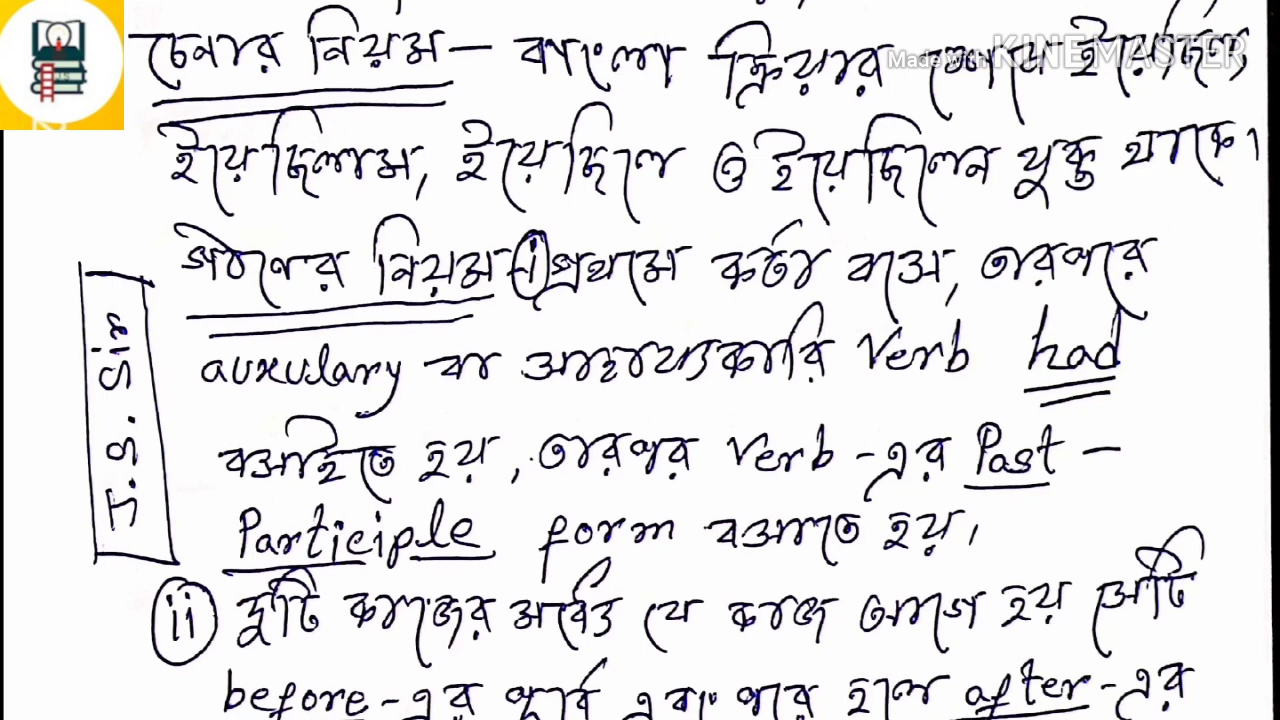 চেনার নিয়ম – বাংলা ক্রিয়ার শেষে ইয়েছিল,
Made with KINEMASTER
ইয়েছিলাম, ইয়েছিলে ও ইয়েছিলেন যুক্ত থাকে।
গঠনের নিয়ম – (i) প্রথমে কর্তা বসে, তারপরে
auxulary বা সাহায্যকারি Verb had
বসাইতে হয়, তারপর Verb -এর Past –
Participle form বসাতে হয়।
(ii) দুটি কাজের মধ্যে যে কাজ আগে হয় সেটি
before -এর পূর্বে এবং পরে হলে after -এর
T. S. Sir